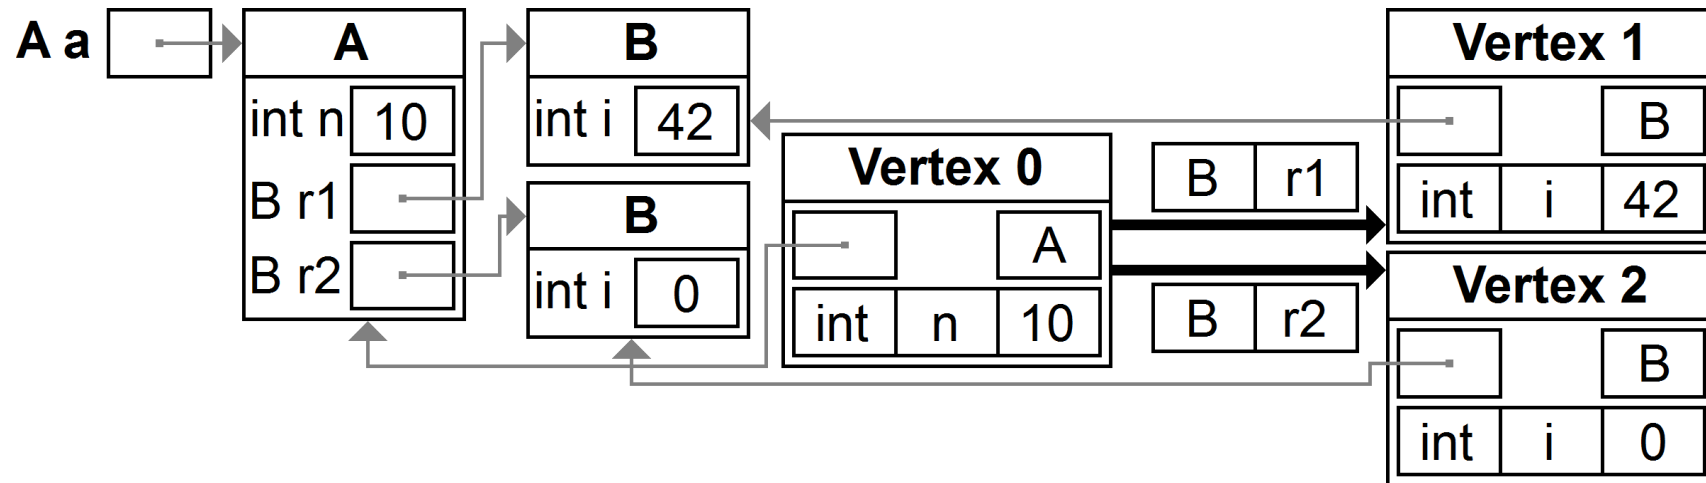 A a
A
int n 10
B r1
B r2
B
int i 42
B
int i 0
Vertex 0
A
int n 10
B r1
B r2
Vertex 1
B
int i 42
Vertex 2
B
int i 0